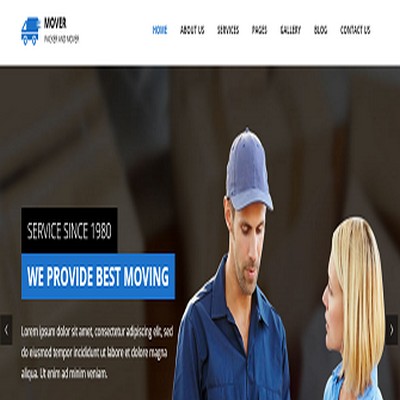 MOVER
PACKER AND MOVER
HOME ABOUT US SERVICES PAGES GALLERY BLOG CONTACT US
SERVICE SINCE 1980
WE PROVIDE BEST MOVING
Lorem ipsum dolor sit amet, consectetur adipiscing elit, sed
do eiusmod tempor incididunt ut labore et dolore magna
aliqua. Ut enim ad minim veniam.